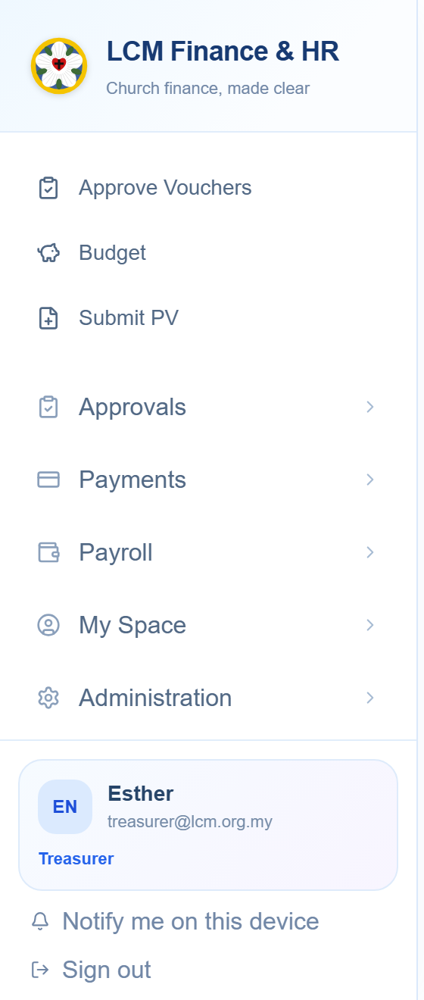 LCM Finance & HR
Church finance, made clear
Approve Vouchers
Budget
Submit PV
Approvals
Payments
Payroll
My Space
Administration
EN
Esther
treasurer@lcm.org.my
Treasurer
Notify me on this device
Sign out